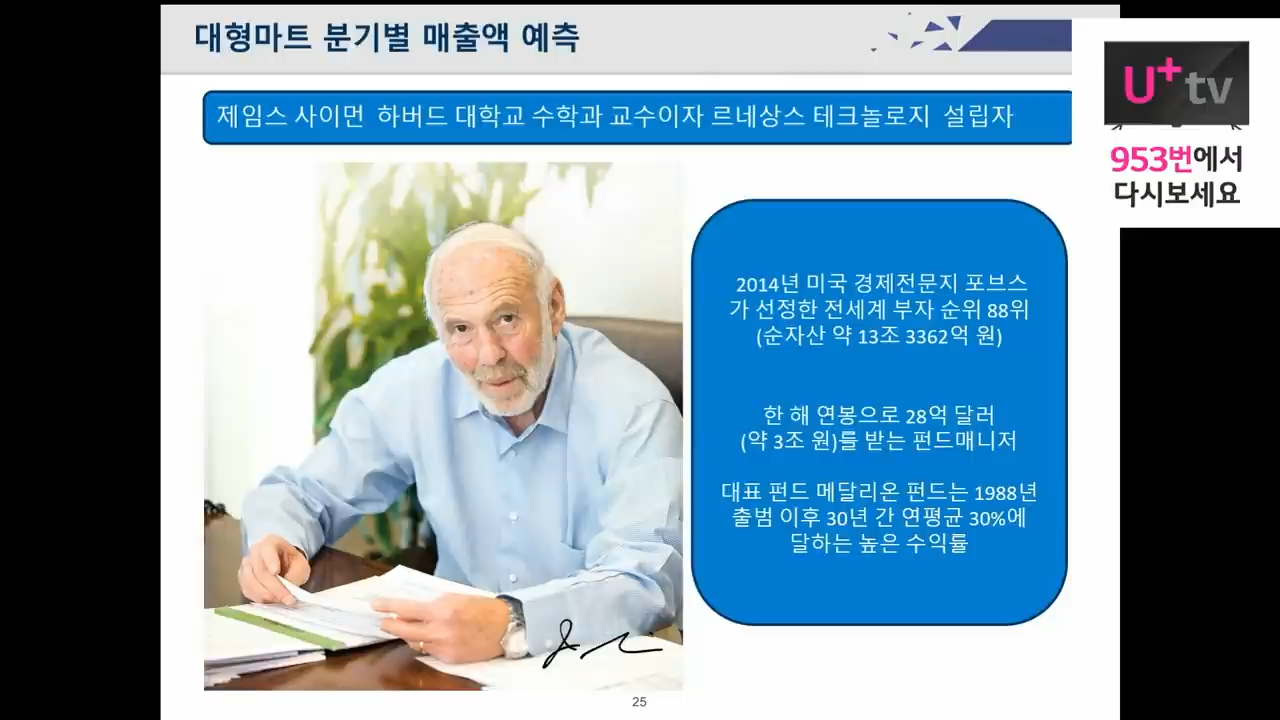 대형마트 분기별 매출액 예측
U+ tv
953번에서
다시보세요
제임스 사이먼 하버드 대학교 수학과 교수이자 르네상스 테크놀로지 설립자
2014년 미국 경제전문지 포브스
가 선정한 전세계 부자 순위 88위
(순자산 약 13조 3362억 원)
한 해 연봉으로 28억 달러
(약 3조 원)를 받는 펀드매니저
대표 펀드 메달리온 펀드는 1988년
출범 이후 30년 간 연평균 30%에
달하는 높은 수익률
25